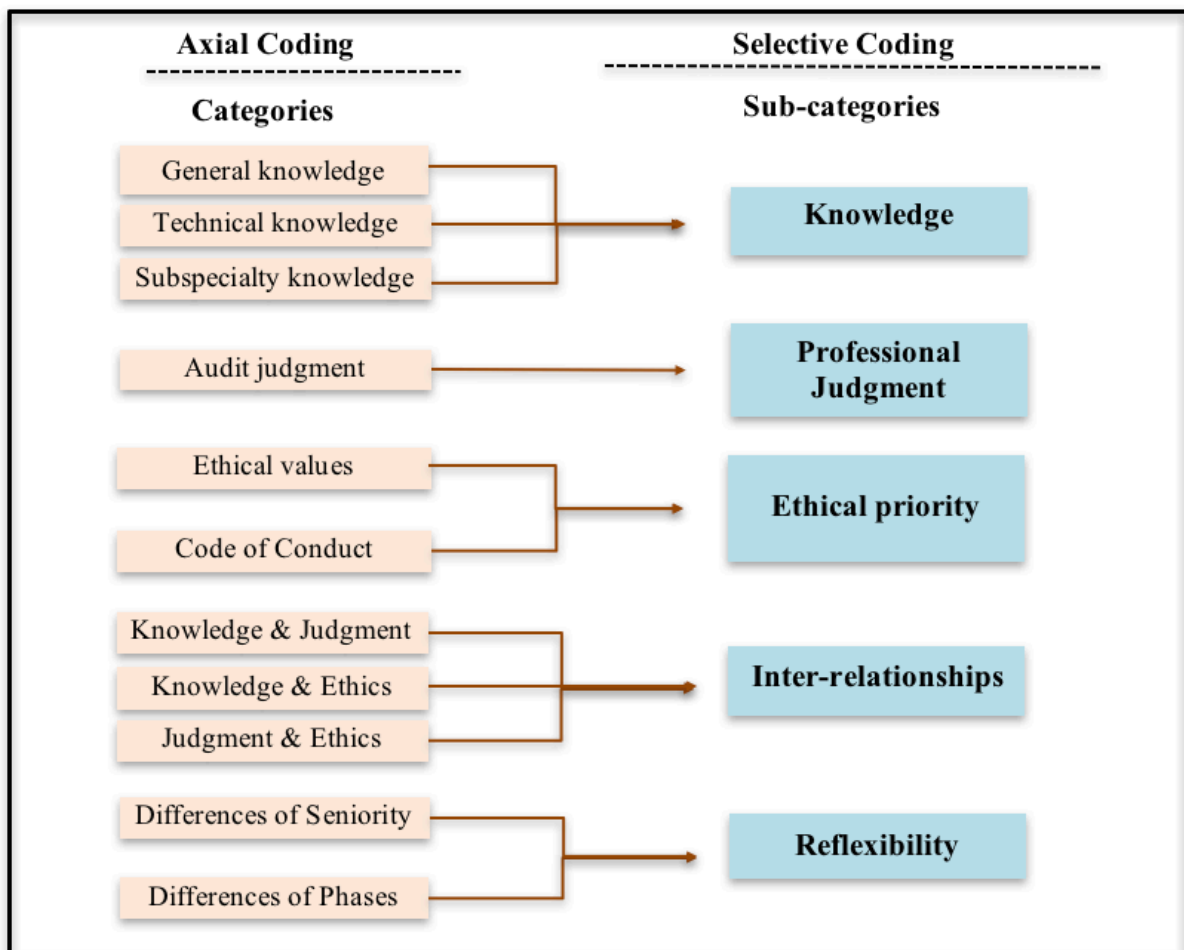 Axial Coding
Selective Coding
Categories
Sub-categories
General knowledge
Technical knowledge
Subspecialty knowledge
Knowledge
Audit judgment
Professional
Judgment
Ethical values
Code of Conduct
Ethical priority
Knowledge & Judgment
Knowledge & Ethics
Judgment & Ethics
Inter-relationships
Differences of Seniority
Differences of Phases
Reflexibility